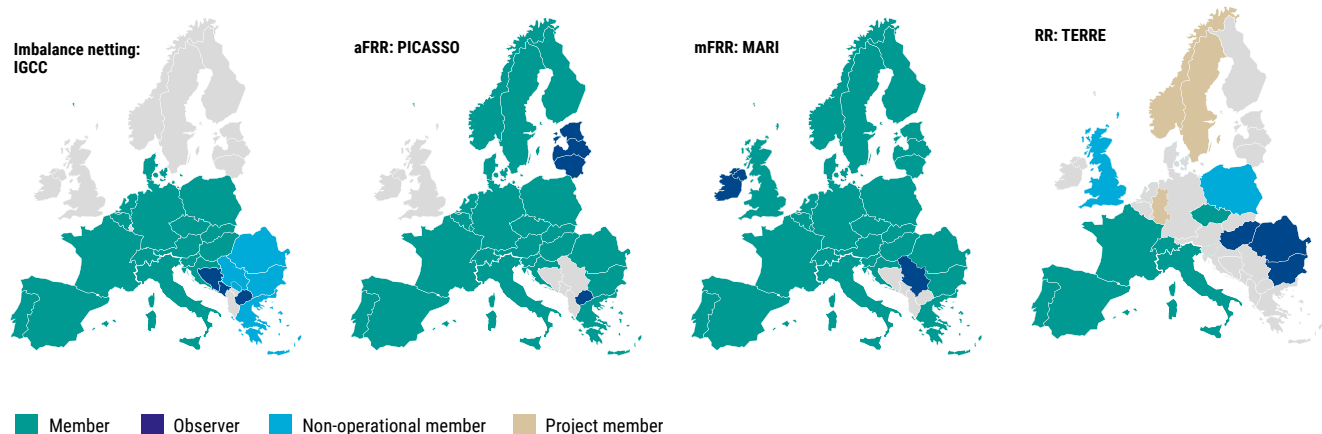 Imbalance netting:
IGCC
aFRR: PICASSO
mFRR: MARI
RR: TERRE
Member
Observer
Non-operational member
Project member